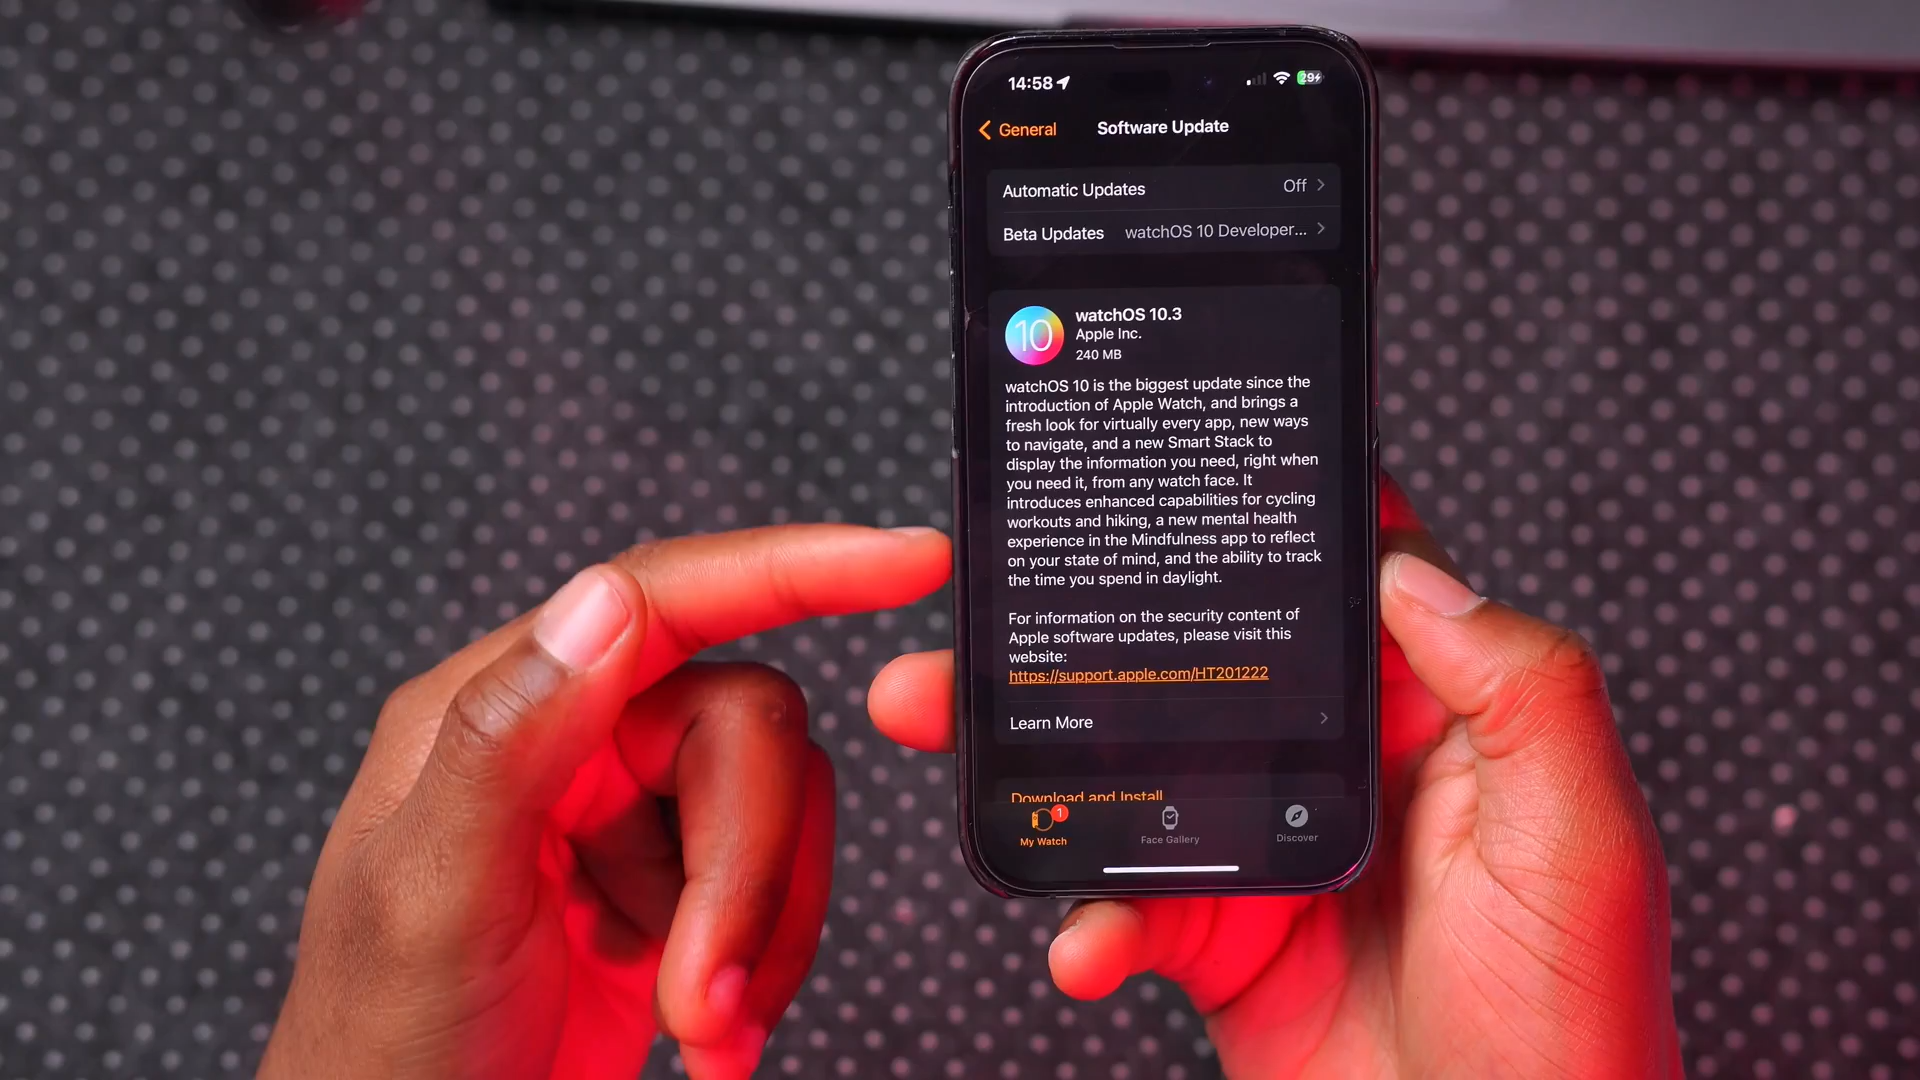 14:58
29
General
Software Update
Automatic Updates Off
Beta Updates watchOS 10 Developer...
10
watchOS 10.3
Apple Inc.
240 MB
watchOS 10 is the biggest update since the
introduction of Apple Watch, and brings a
fresh look for virtually every app, new ways
to navigate, and a new Smart Stack to
display the information you need, right when
you need it, from any watch face. It
introduces enhanced capabilities for cycling
workouts and hiking, a new mental health
experience in the Mindfulness app to reflect
on your state of mind, and the ability to track
the time you spend in daylight.
For information on the security content of
Apple software updates, please visit this
website:
https://support.apple.com/HT201222
Learn More
Download and Install
1
My Watch Face Gallery Discover